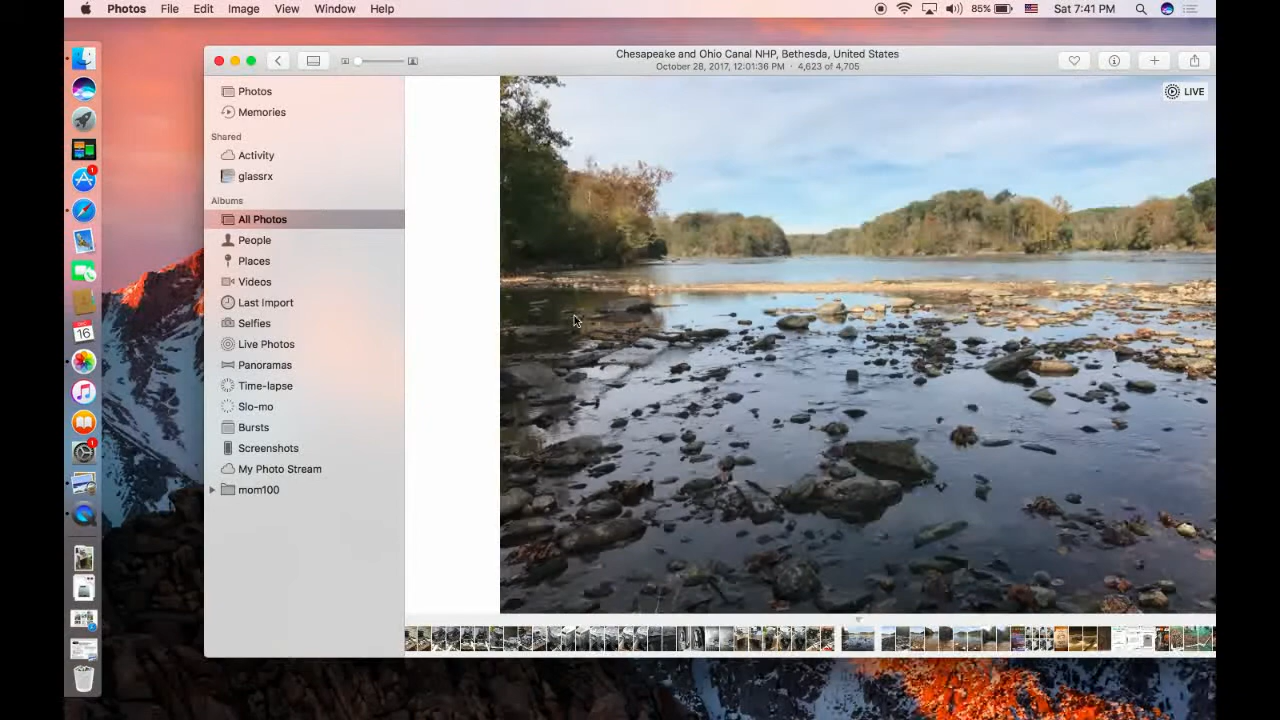 Photos File Edit Image View Window Help 85% Sat 7:41 PM
Chesapeake and Ohio Canal NHP, Bethesda, United States
October 28, 2017, 12:01:36 PM • 4,623 of 4,705
LIVE
Photos
Memories
Shared
Activity
glassrx
Albums
All Photos
People
Places
Videos
Last Import
Selfies
Live Photos
Panoramas
Time-lapse
Slo-mo
Bursts
Screenshots
My Photo Stream
mom100
1
16
1